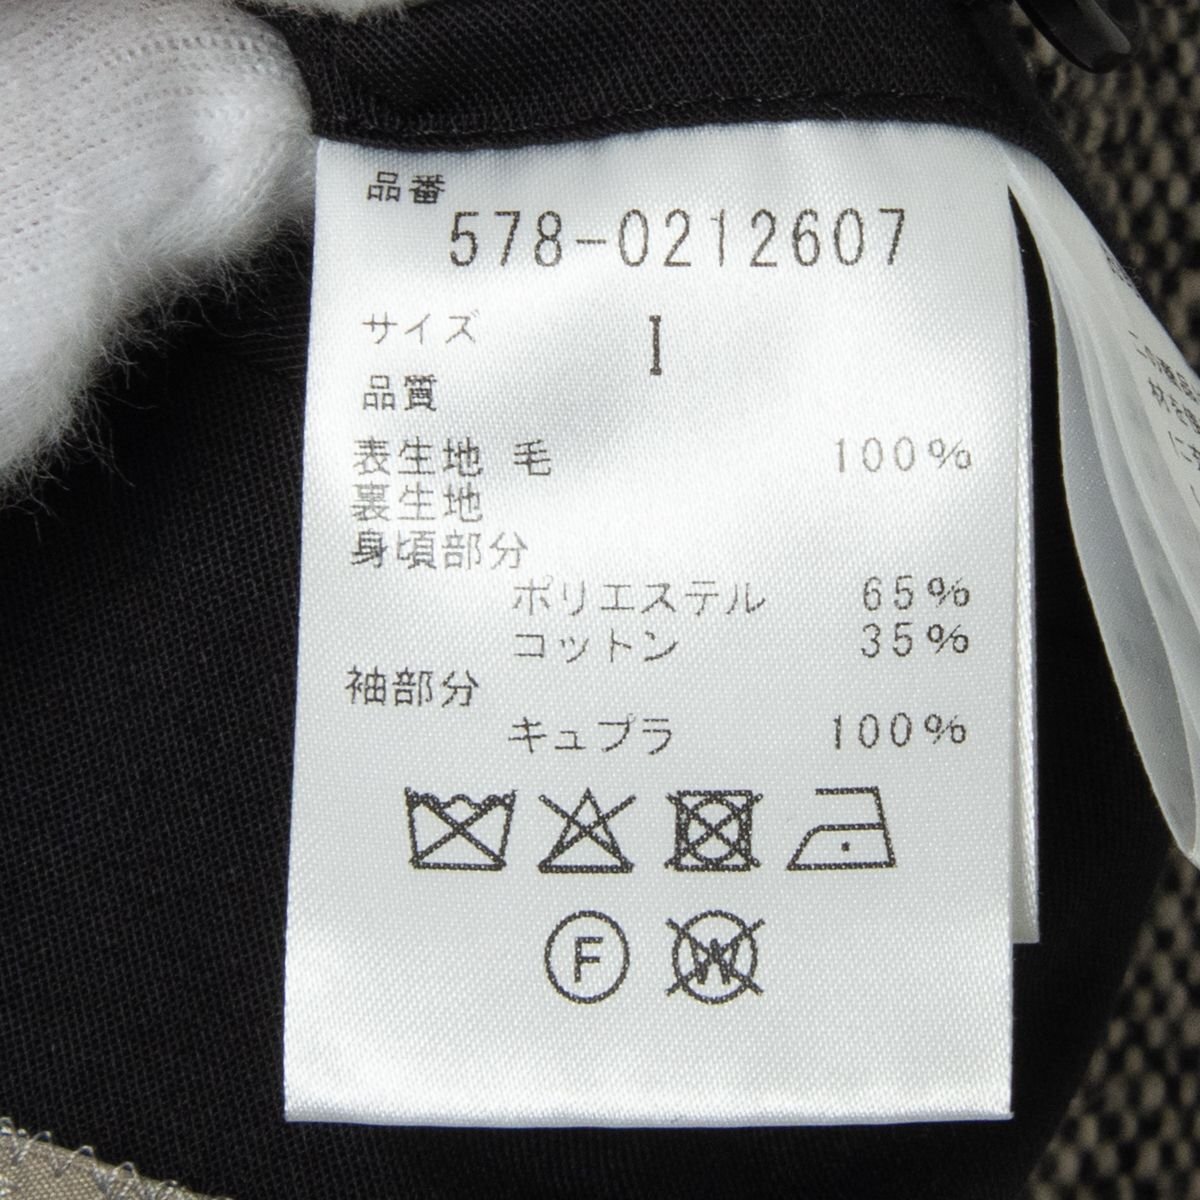 品番
578-0212607
サイズ I
品質
表生地 毛 100%
裏生地
身頃部分
ポリエステル 65%
コットン 35%
袖部分
キュプラ 100%
F W